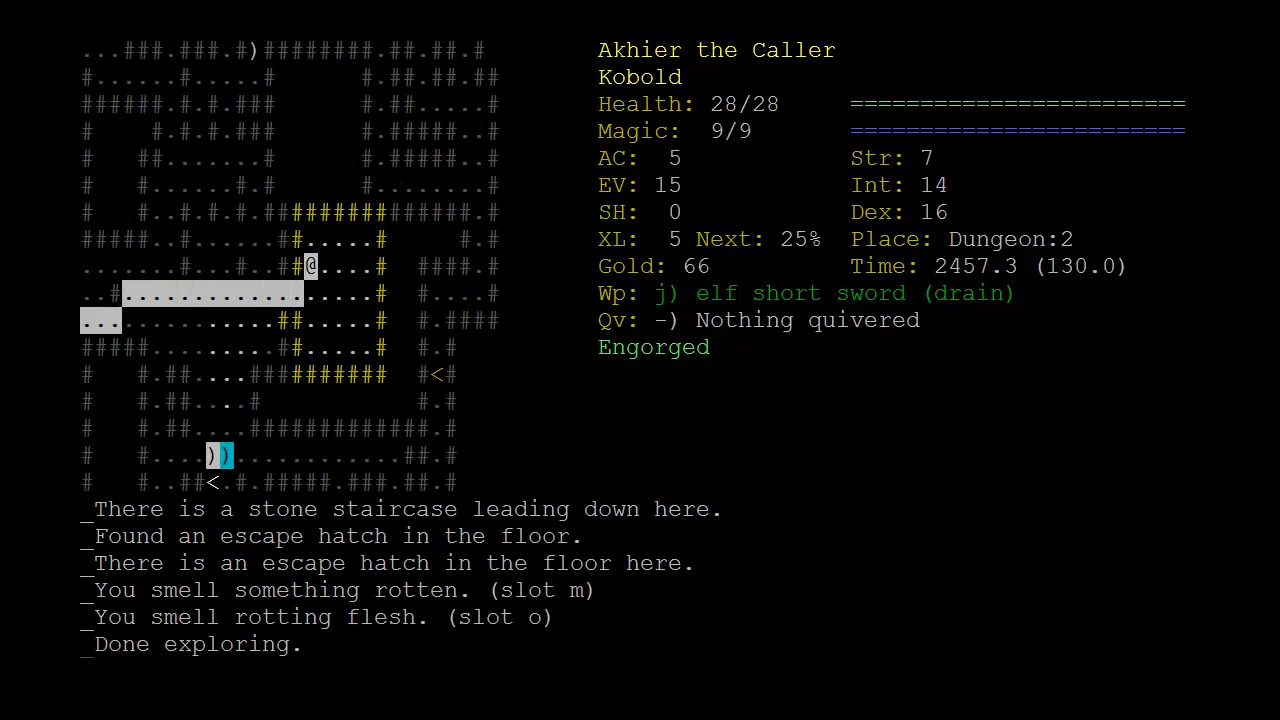 Akhier the Caller
Kobold
Health: 28/28 ========================
Magic: 9/9 ========================
AC: 5 Str: 7
EV: 15 Int: 14
SH: 0 Dex: 16
XL: 5 Next: 25% Place: Dungeon:2
Gold: 66 Time: 2457.3 (130.0)
Wp: j) elf short sword (drain)
Qv: -) Nothing quivered
Engorged
_There is a stone staircase leading down here.
_Found an escape hatch in the floor.
_There is an escape hatch in the floor here.
_You smell something rotten. (slot m)
_You smell rotting flesh. (slot o)
_Done exploring.